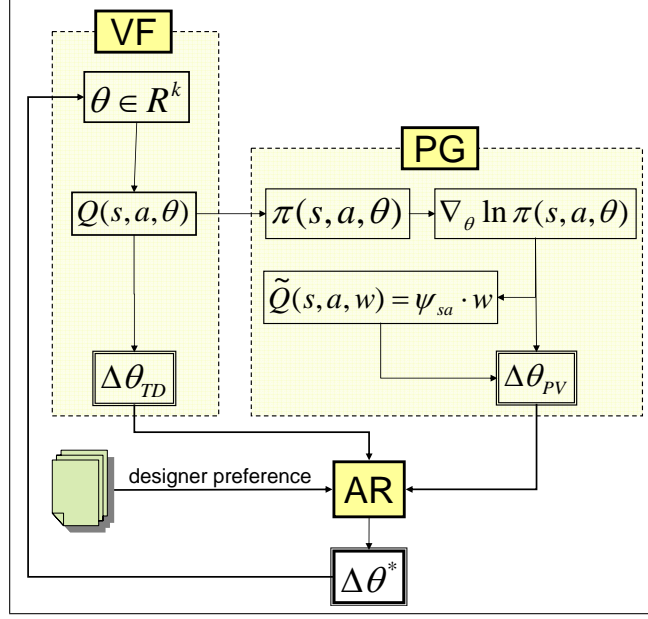 VF
θ ∈ R^k
PG
Q(s,a,θ)
π(s,a,θ)
∇_θ ln π(s,a,θ)
Q̃(s,a,w) = ψ_sa · w
Δθ_TD
Δθ_PV
designer preference
AR
Δθ^*